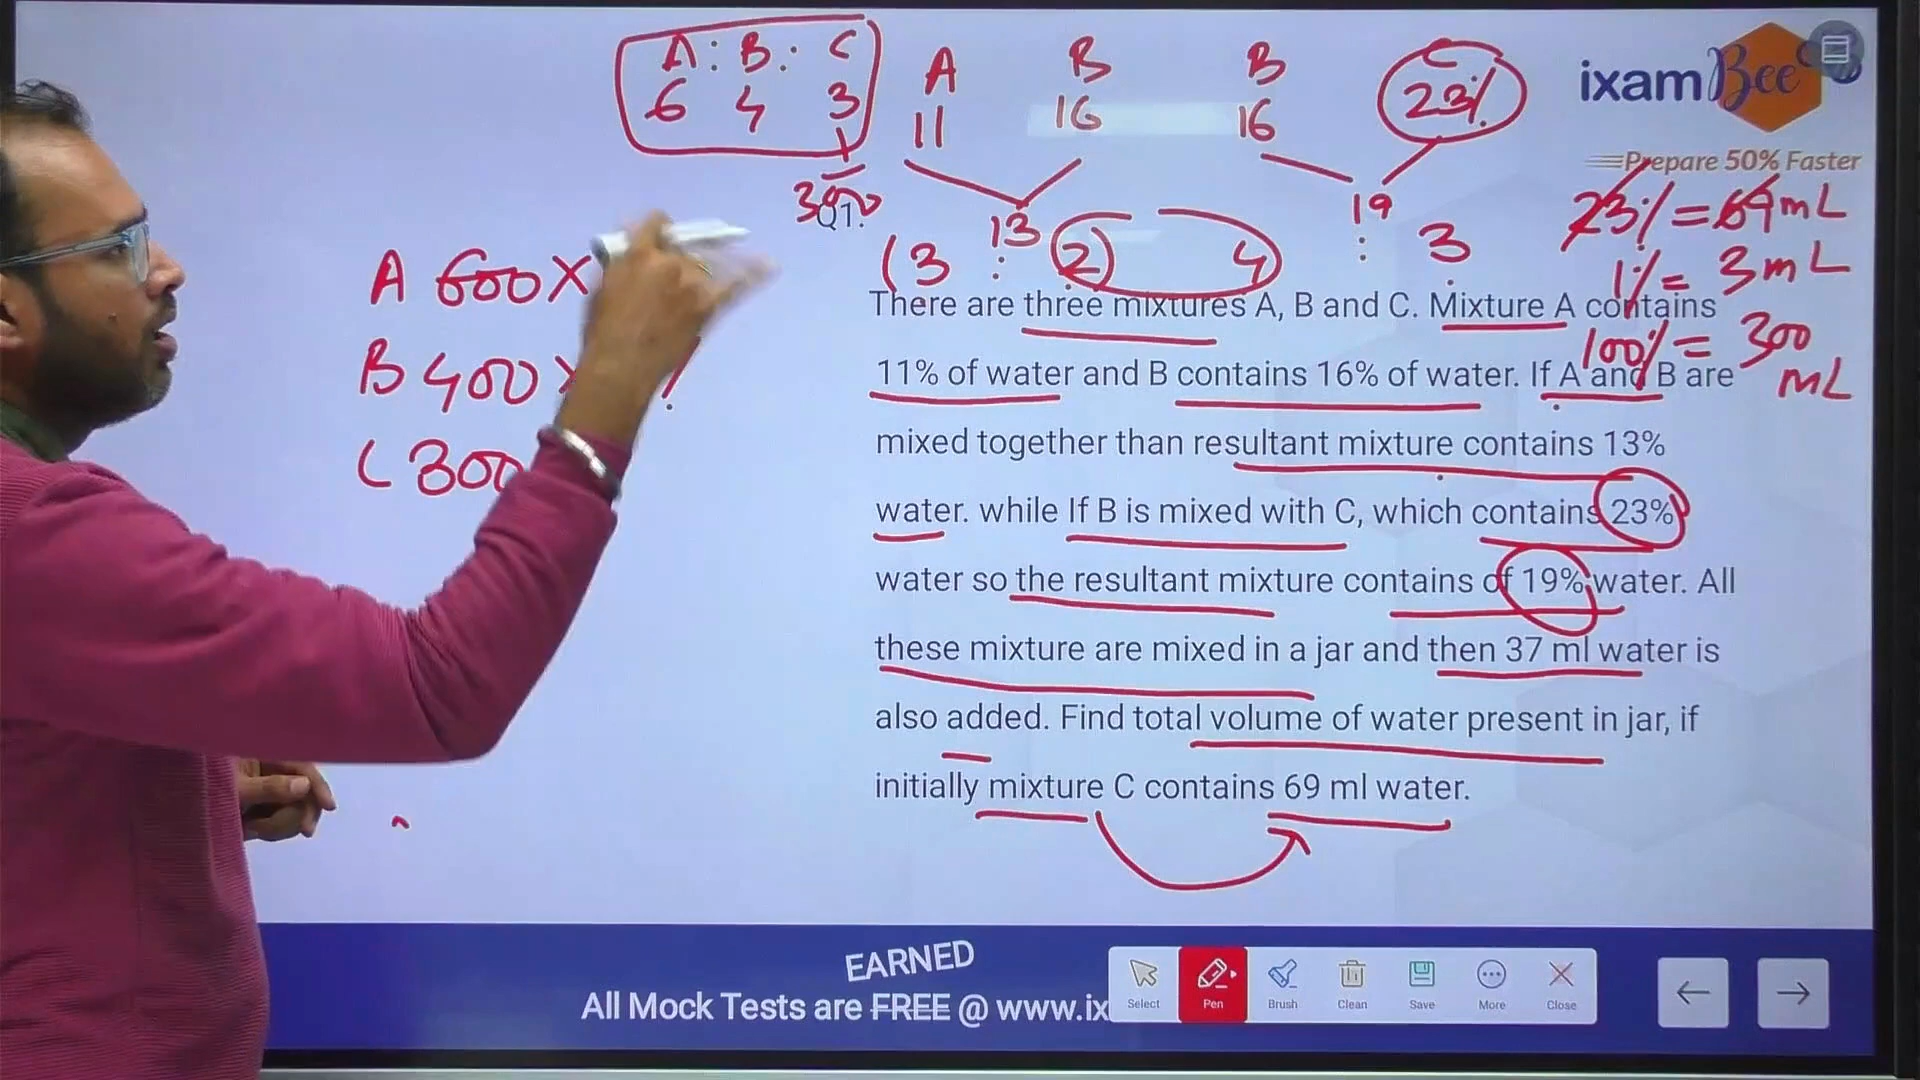 A : B : C
6 4 3
300
A B
11 16
13
(3 : 2)
B C
16 23%
19
4 : 3
ixamBee
Prepare 50% Faster
23% = 69mL
1% = 3mL
100% = 300 mL
A 600 X
B 400 X
C 300
Q1.
There are three mixtures A, B and C. Mixture A contains
11% of water and B contains 16% of water. If A and B are
mixed together than resultant mixture contains 13%
water. while If B is mixed with C, which contains 23%
water so the resultant mixture contains of 19% water. All
these mixture are mixed in a jar and then 37 ml water is
also added. Find total volume of water present in jar, if
initially mixture C contains 69 ml water.
EARNED
All Mock Tests are FREE @ www.ix
Select Pen Brush Clean Save More Close